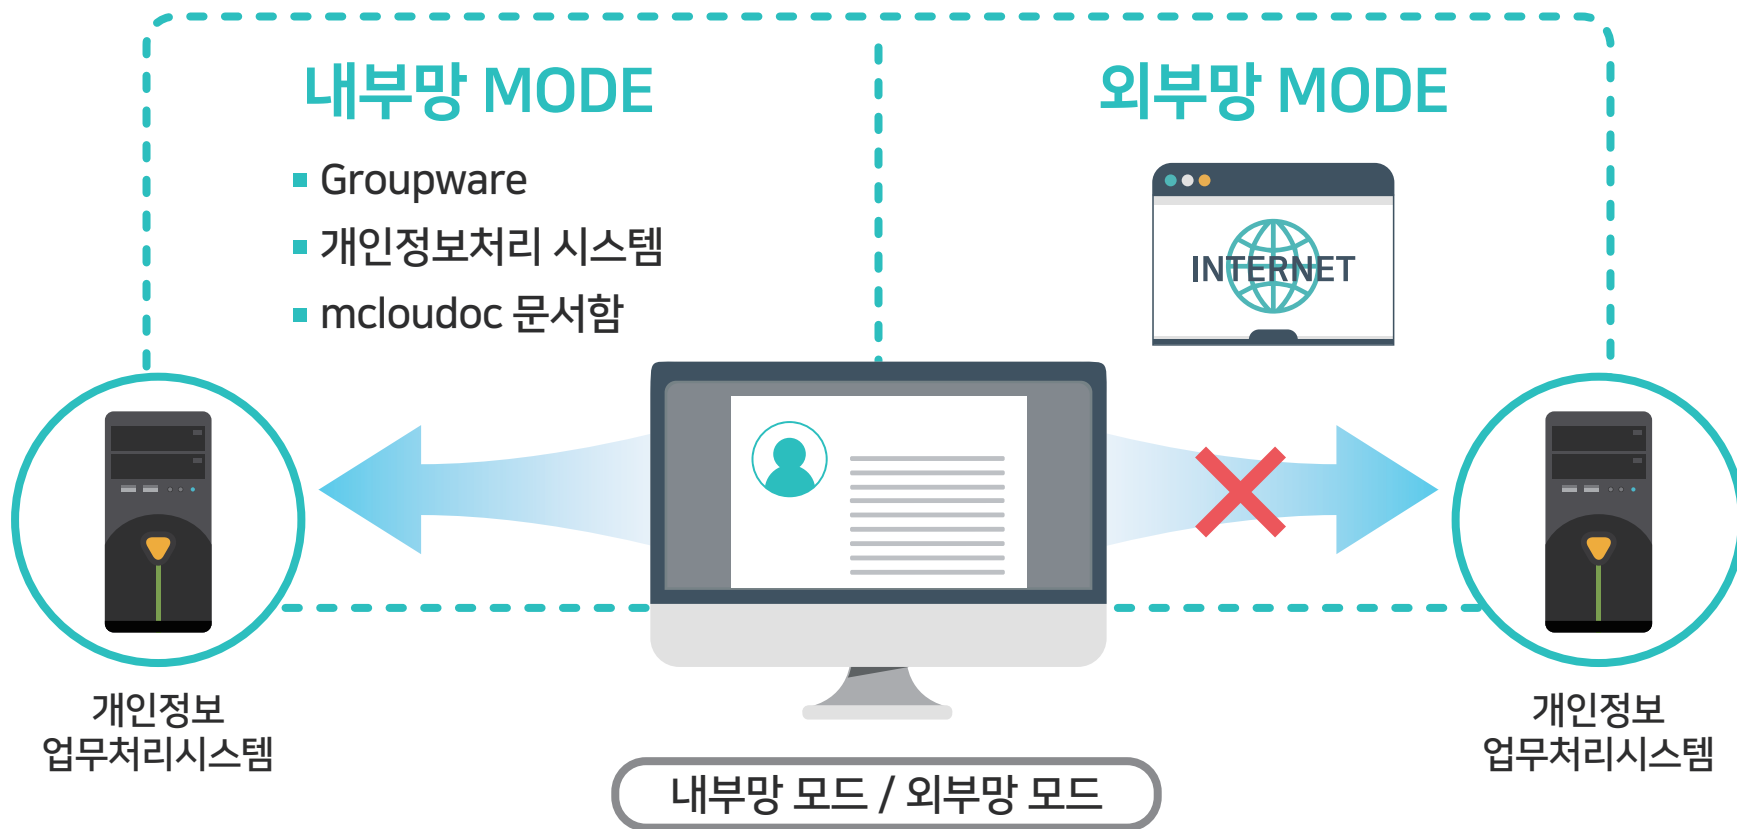 내부망 MODE
Groupware
개인정보처리 시스템
mcloudoc 문서함
외부망 MODE
INTERNET
개인정보
업무처리시스템
개인정보
업무처리시스템
내부망 모드 / 외부망 모드